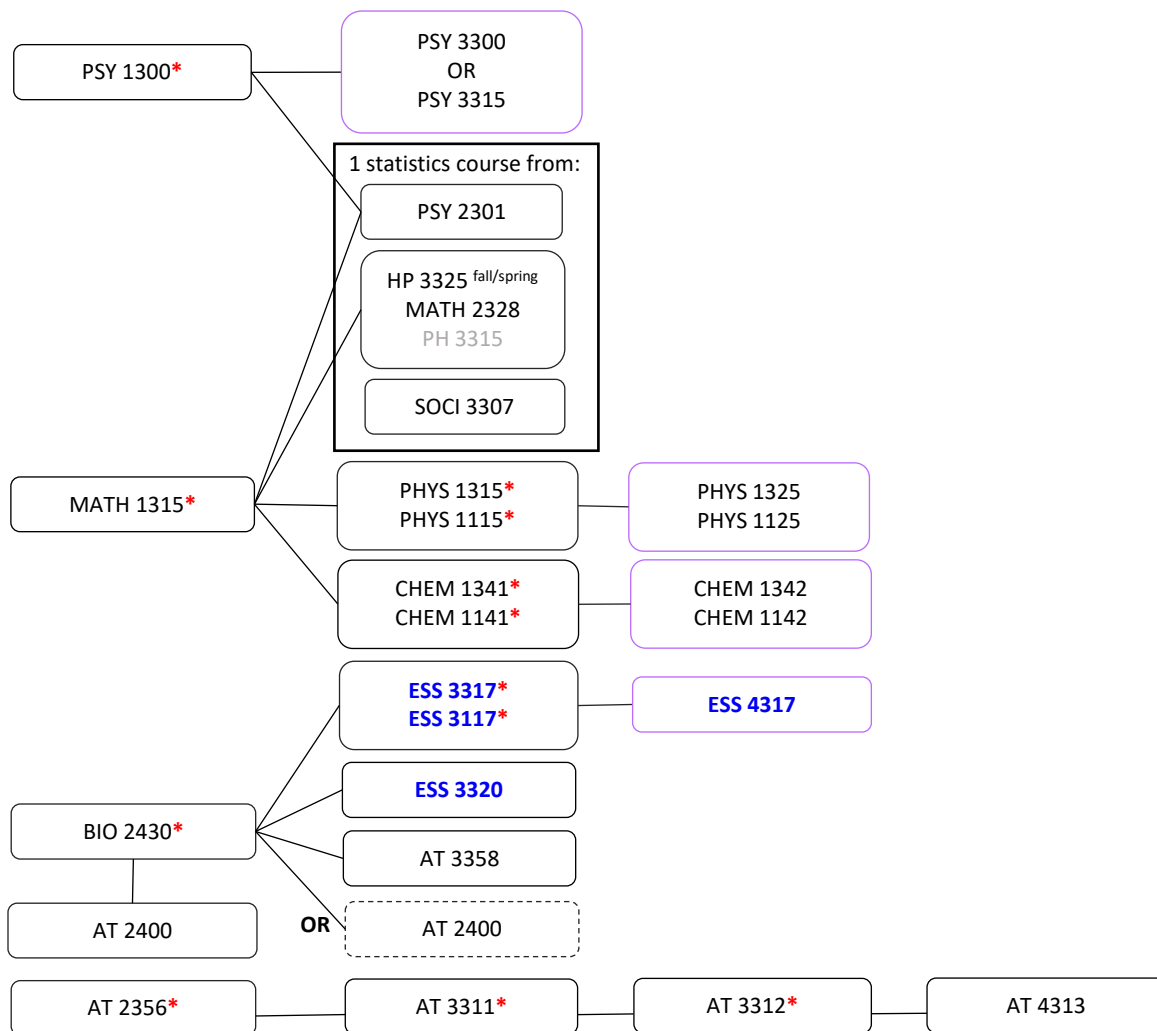 PSY 1300*
PSY 3300
OR
PSY 3315
1 statistics course from:
PSY 2301
HP 3325 fall/spring
MATH 2328
PH 3315
SOCI 3307
MATH 1315*
PHYS 1315*
PHYS 1115*
PHYS 1325
PHYS 1125
CHEM 1341*
CHEM 1141*
CHEM 1342
CHEM 1142
ESS 3317*
ESS 3117*
ESS 4317
ESS 3320
BIO 2430*
AT 3358
AT 2400
OR
AT 2400
AT 2356*
AT 3311*
AT 3312*
AT 4313